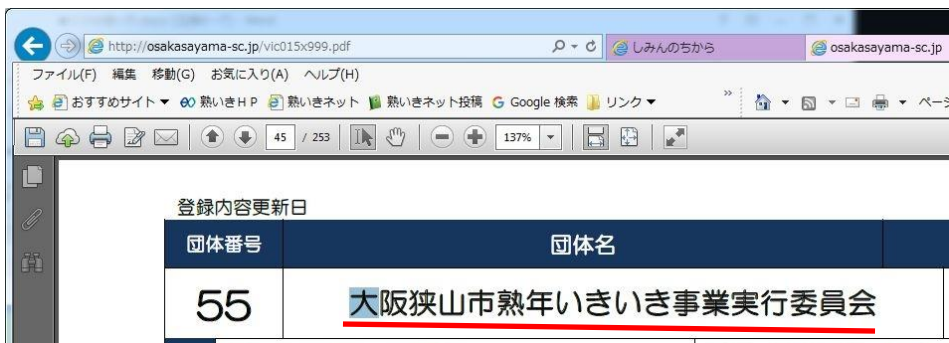 http://osakasayama-sc.jp/vic015x999.pdf しみんのちから osakasayama-sc.jp
ファイル(F) 編集 移動(G) お気に入り(A) ヘルプ(H)
おすすめサイト 熟いきHP 熟いきネット 熟いきネット投稿 Google 検索 リンク ページ
45 / 253 137%
登録内容更新日
団体番号 団体名
55 大阪狭山市熟年いきいき事業実行委員会